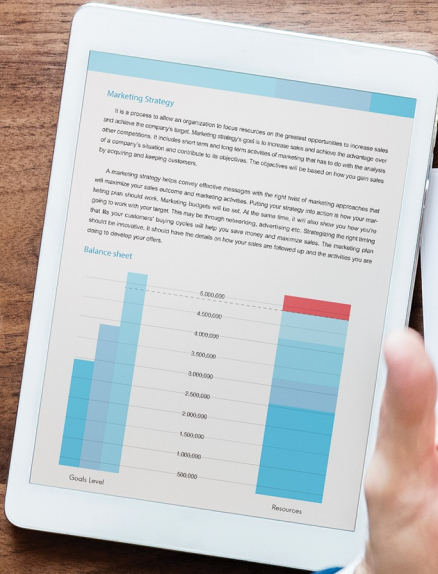 Marketing Strategy
It is a process to allow an organization to focus resources on the greatest opportunities to increase sales
and achieve the company's target. Marketing strategy's goal is to increase sales and achieve the advantage over
other competitions. It includes short term and long term activities of marketing that has to do with the analysis
of a company's situation and contribute to its objectives. The objectives will be based on how you gain sales
by acquiring and keeping customers.
A marketing strategy helps convey effective messages with the right twist of marketing approaches that
will maximize your sales outcome and marketing activities. Putting your strategy into action is how your mar-
keting plan should work. Marketing budgets will be set. At the same time, it will also show you how you're
going to work with your target. This may be through networking, advertising etc. Strategizing the right timing
that fits your customers' buying cycles will help you save money and maximize sales. The marketing plan
should be innovative. It should have the details on how your sales are followed up and the activities you are
doing to develop your offers.
Balance sheet
5,000,000
4,500,000
4,000,000
3,500,000
3,000,000
2,500,000
2,000,000
1,500,000
1,000,000
500,000
Goals Level
Resources